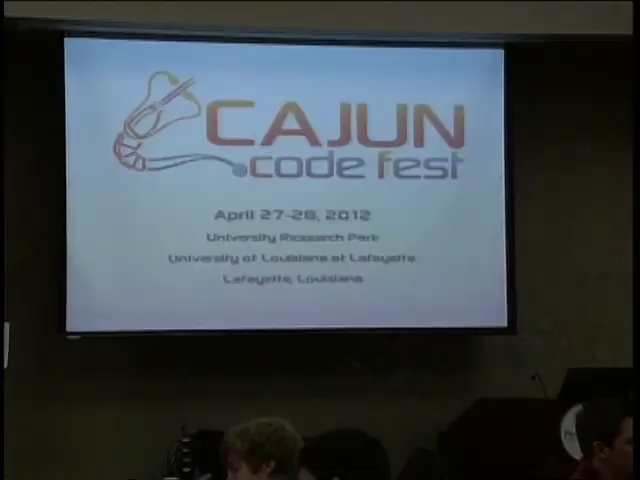 CAJUN
code fest
April 27-28, 2012
University Research Park
University of Louisiana at Lafayette
Lafayette, Louisiana